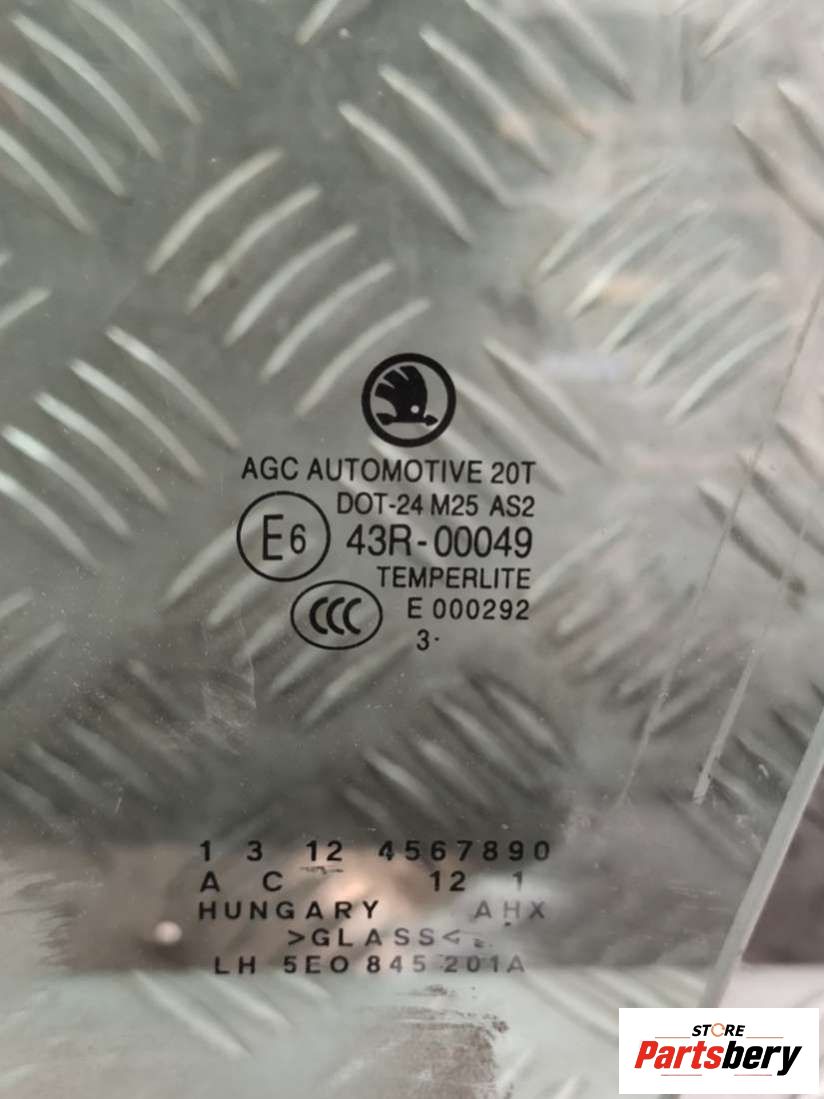 AGC AUTOMOTIVE 20T
DOT-24 M25 AS2
E6 43R-00049
TEMPERLITE
CCC E 000292
3·
1 3 12 4567890
A C 12 1
HUNGARY AHX
>GLASS<
LH 5E0 845 201A
STORE
Partsbery